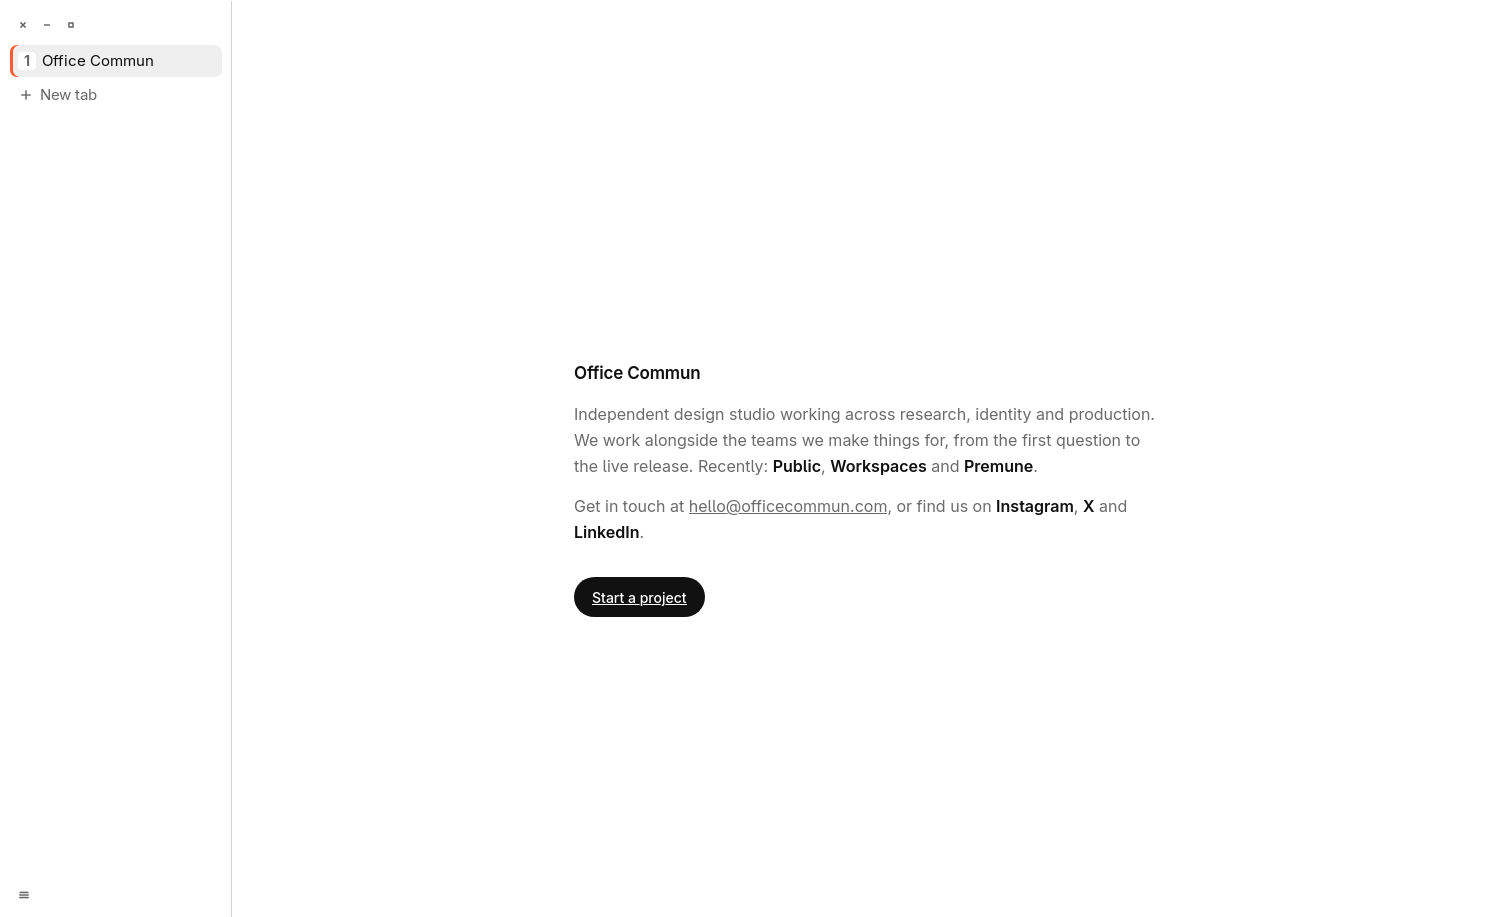 1 Office Commun
New tab
Office Commun
Independent design studio working across research, identity and production.
We work alongside the teams we make things for, from the first question to
the live release. Recently: Public, Workspaces and Premune.
Get in touch at hello@officecommun.com, or find us on Instagram, X and
LinkedIn.
Start a project